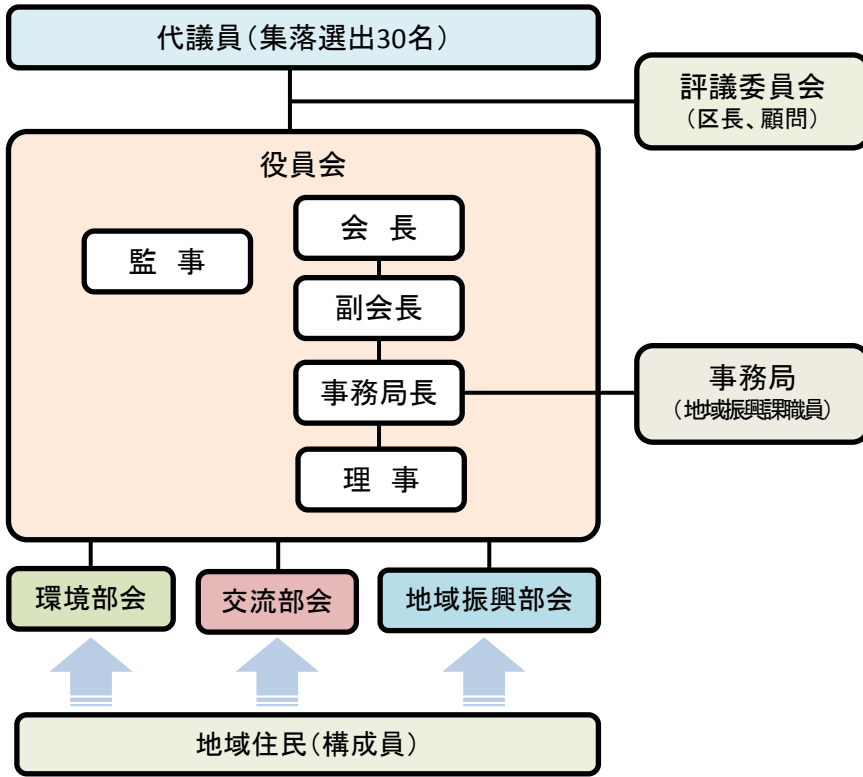 代議員（集落選出30名）
評議委員会
（区長、顧問）
役員会
会　長
監　事
副会長
事務局長
事務局
（地域振興課職員）
理　事
環境部会
交流部会
地域振興部会
地域住民（構成員）